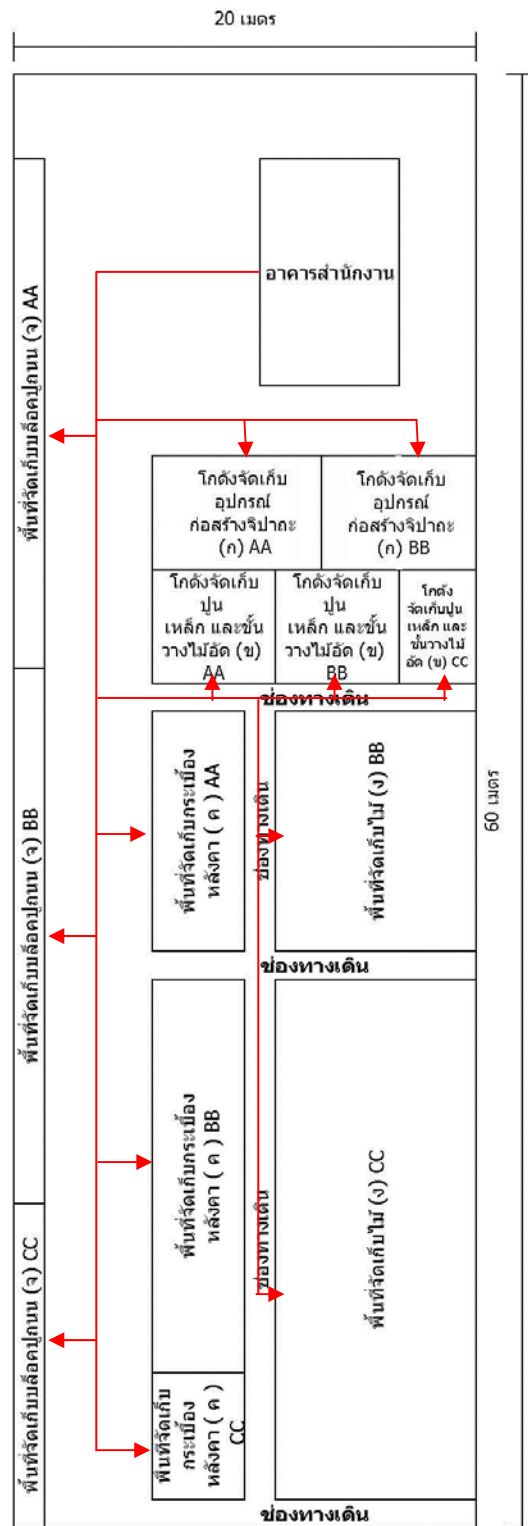 20 เมตร
อาคารสำนักงาน
พื้นที่จัดเก็บบล็อคปูถนน (จ) AA
โกดังจัดเก็บ
อุปกรณ์
ก่อสร้างจิปาถะ
(ก) AA
โกดังจัดเก็บ
อุปกรณ์
ก่อสร้างจิปาถะ
(ก) BB
โกดังจัดเก็บ
ปูน
เหล็ก และชั้น
วางไม้อัด (ข)
AA
โกดังจัดเก็บ
ปูน
เหล็ก และชั้น
วางไม้อัด (ข)
BB
โกดัง
จัดเก็บปูน
เหล็ก และ
ชั้นวางไม้
อัด (ข) CC
ช่องทางเดิน
60 เมตร
พื้นที่จัดเก็บบล็อคปูถนน (จ) BB
พื้นที่จัดเก็บกระเบื้อง
หลังคา ( ค ) AA
ช่องทางเดิน
พื้นที่จัดเก็บไม้ (ง) BB
ช่องทางเดิน
พื้นที่จัดเก็บกระเบื้อง
หลังคา ( ค ) BB
ช่องทางเดิน
พื้นที่จัดเก็บไม้ (ง) CC
พื้นที่จัดเก็บบล็อคปูถนน (จ) CC
พื้นที่จัดเก็บ
กระเบื้อง
หลังคา ( ค )
CC
ช่องทางเดิน